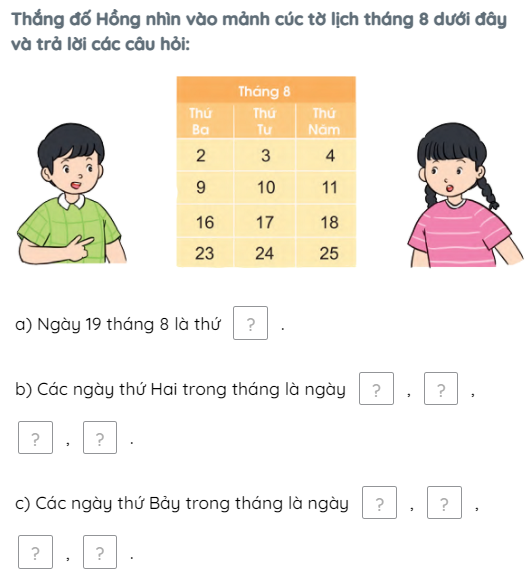 Thắng đố Hồng nhìn vào mảnh cúc tờ lịch tháng 8 dưới đây
và trả lời các câu hỏi:
Tháng 8
Thứ Ba Thứ Tư Thứ Năm
2 3 4
9 10 11
16 17 18
23 24 25
a) Ngày 19 tháng 8 là thứ ? .
b) Các ngày thứ Hai trong tháng là ngày ? , ? ,
? , ? .
c) Các ngày thứ Bảy trong tháng là ngày ? , ? ,
? , ? .